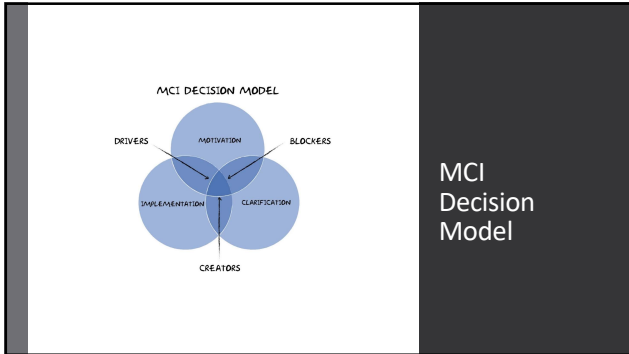 MCI DECISION MODEL
DRIVERS
MOTIVATION
BLOCKERS
IMPLEMENTATION
CLARIFICATION
CREATORS
MCI
Decision
Model